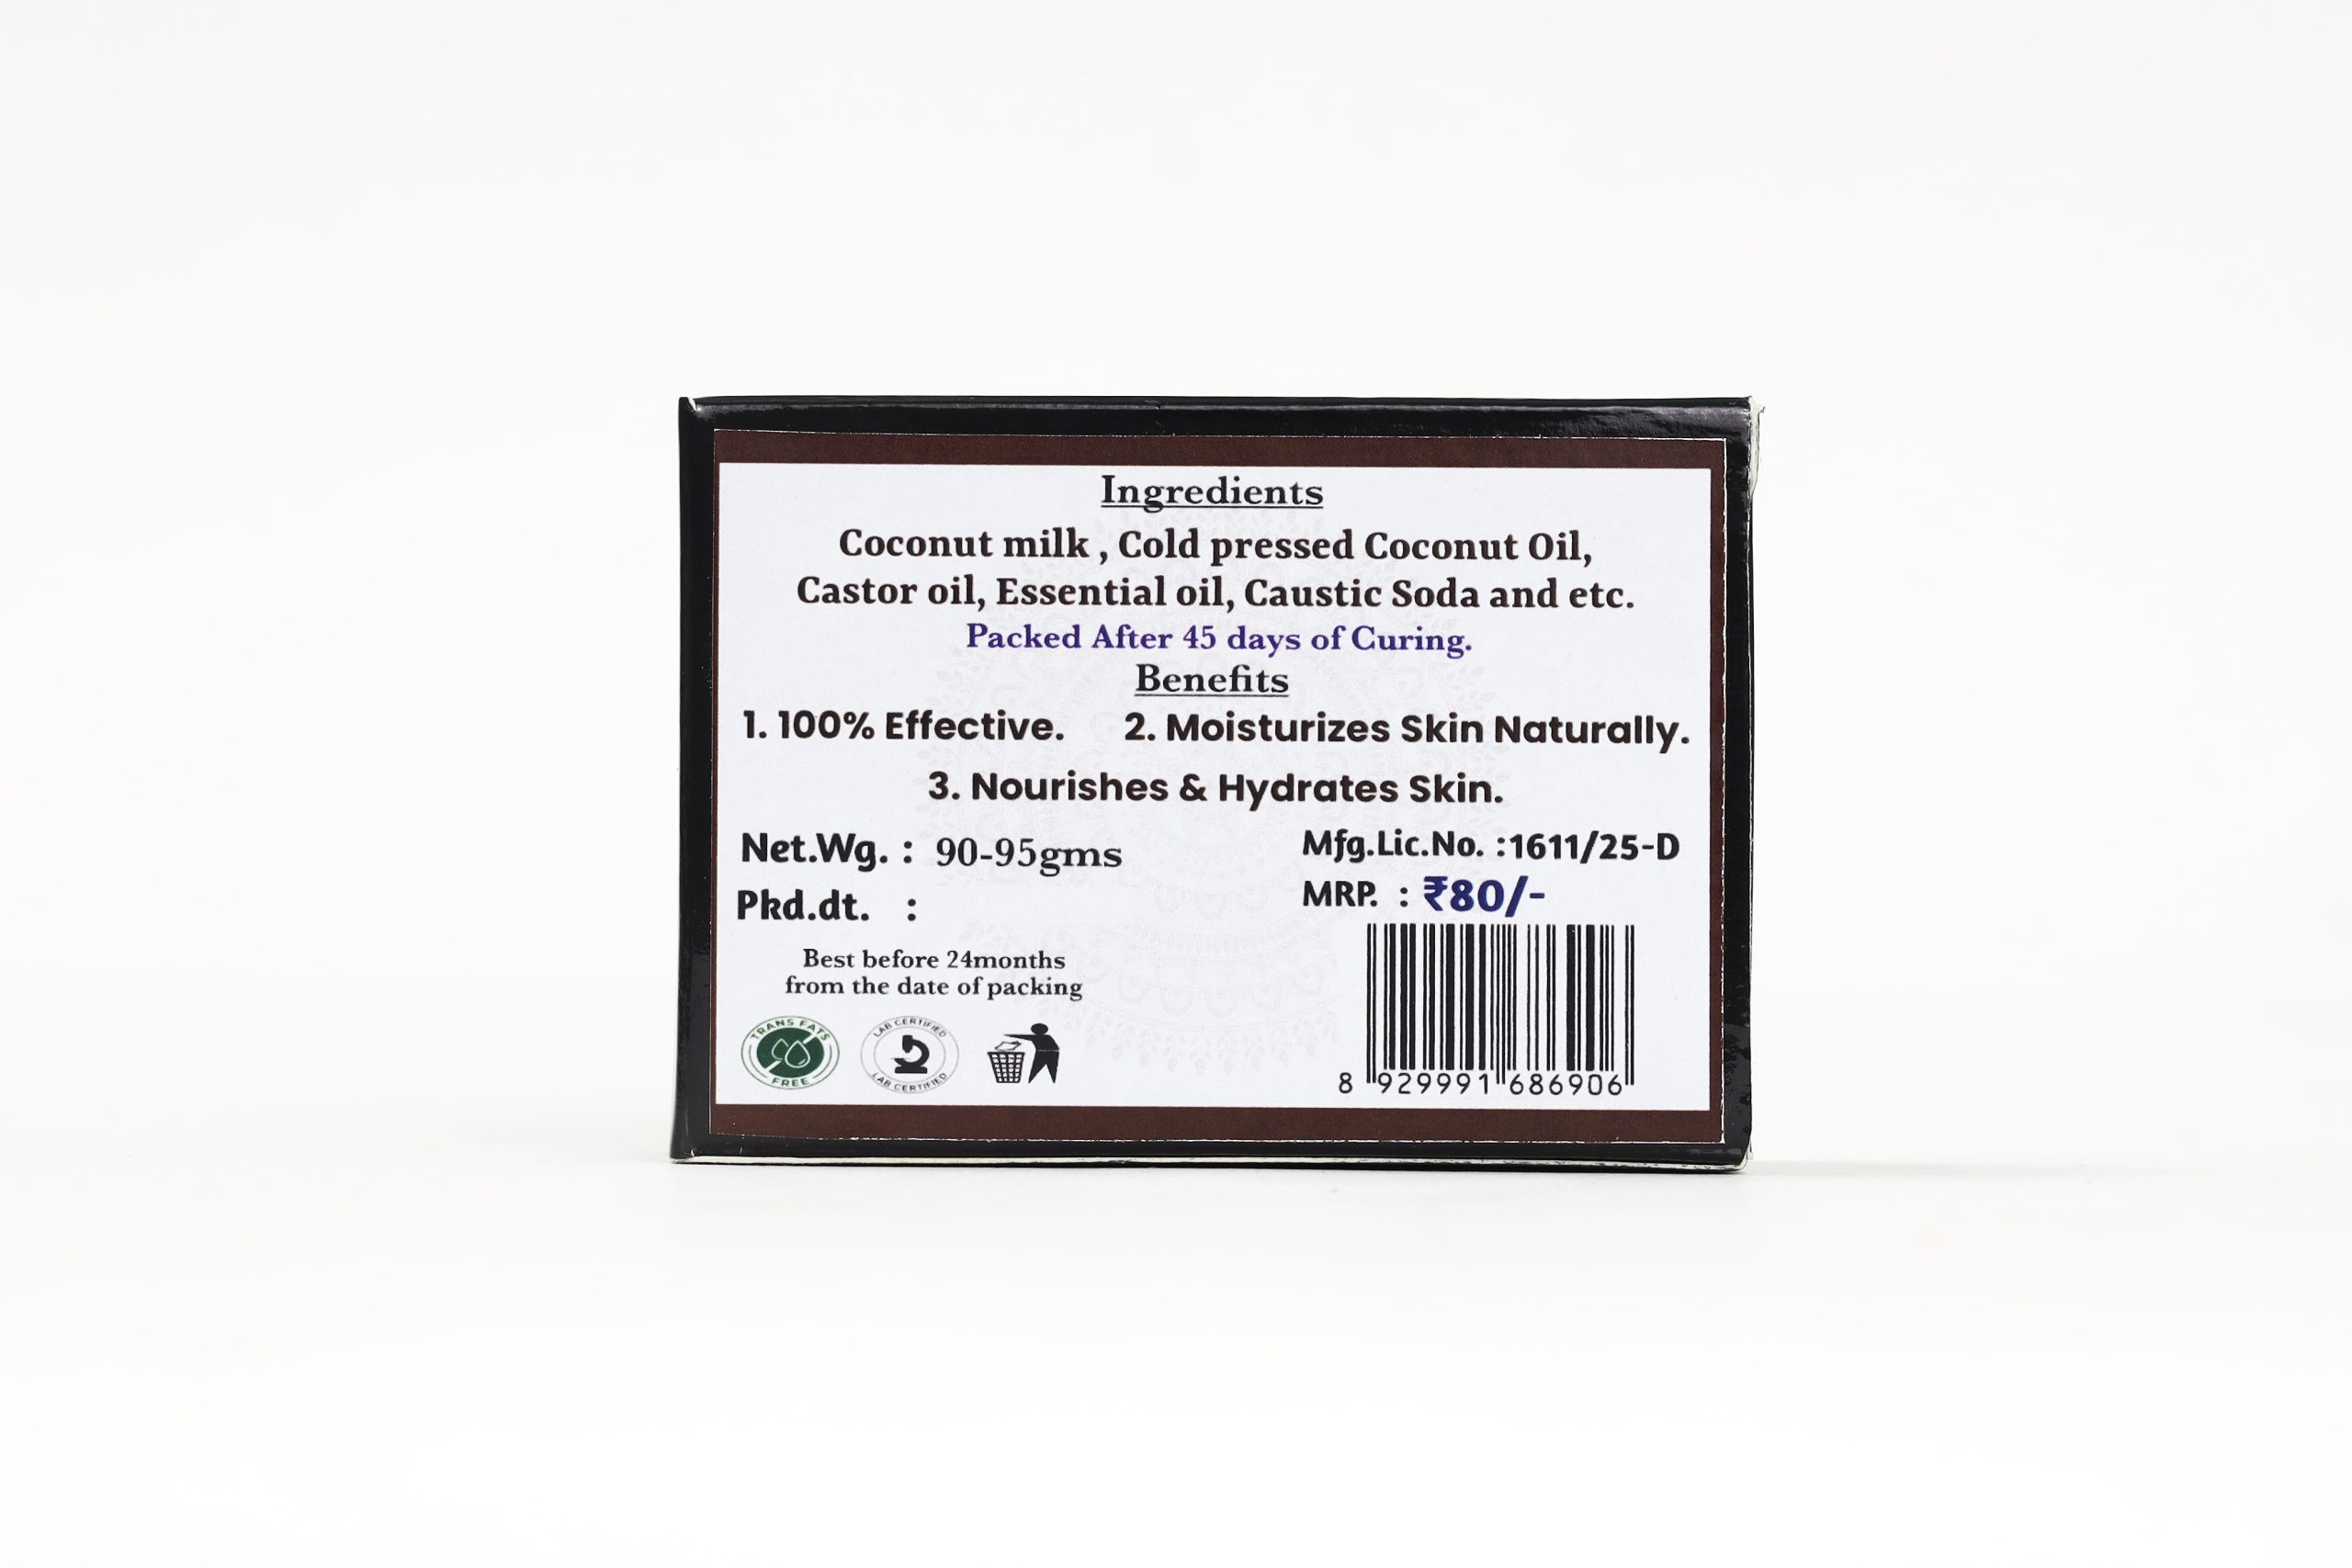 Ingredients
Coconut milk , Cold pressed Coconut Oil,
Castor oil, Essential oil, Caustic Soda and etc.
Packed After 45 days of Curing.
Benefits
1. 100% Effective. 2. Moisturizes Skin Naturally.
3. Nourishes & Hydrates Skin.
Net.Wg. : 90-95gms
Pkd.dt. :
Mfg.Lic.No. :1611/25-D
MRP. : ₹80/-
Best before 24months
from the date of packing
TRANS FATS
FREE
LAB CERTIFIED
LAB CERTIFIED
8 929991 686906